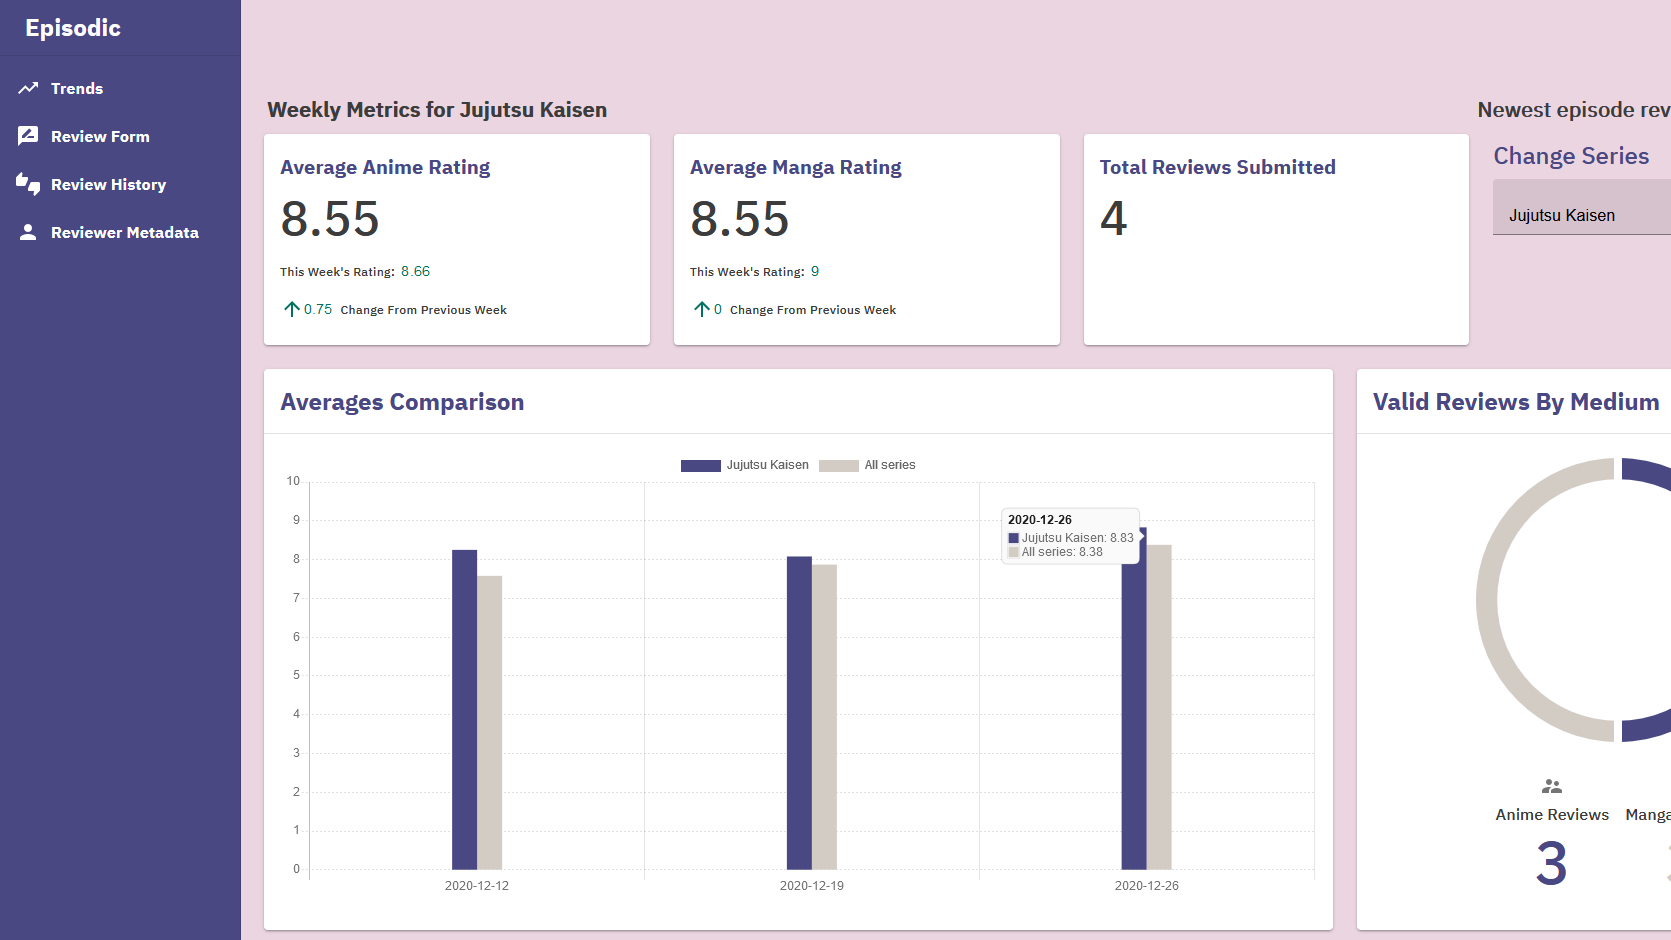 Episodic
Trends
Review Form
Review History
Reviewer Metadata
Weekly Metrics for Jujutsu Kaisen
Average Anime Rating
8.55
This Week's Rating: 8.66
0.75 Change From Previous Week
Average Manga Rating
8.55
This Week's Rating: 9
0 Change From Previous Week
Total Reviews Submitted
4
Newest episode rev
Change Series
Jujutsu Kaisen
Averages Comparison
Jujutsu Kaisen All series
10
9
8
7
6
5
4
3
2
1
0
2020-12-26
Jujutsu Kaisen: 8.83
All series: 8.38
2020-12-12 2020-12-19 2020-12-26
Valid Reviews By Medium
Anime Reviews Manga
3